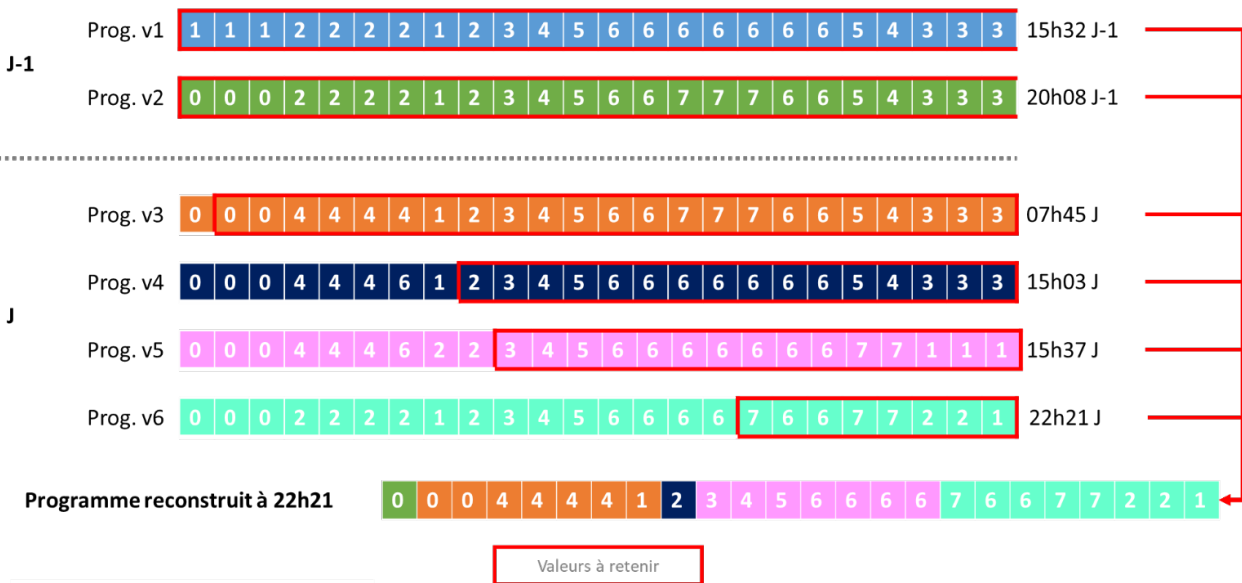 Prog. v1 1 1 1 2 2 2 2 1 2 3 4 5 6 6 6 6 6 6 6 5 4 3 3 3 15h32 J-1
J-1
Prog. v2 0 0 0 2 2 2 2 1 2 3 4 5 6 6 7 7 7 6 6 5 4 3 3 3 20h08 J-1
Prog. v3 0 0 0 4 4 4 4 1 2 3 4 5 6 6 7 7 7 6 6 5 4 3 3 3 07h45 J
Prog. v4 0 0 0 4 4 4 6 1 2 3 4 5 6 6 6 6 6 6 6 5 4 3 3 3 15h03 J
J
Prog. v5 0 0 0 4 4 4 6 2 2 3 4 5 6 6 6 6 6 6 6 7 7 1 1 1 15h37 J
Prog. v6 0 0 0 2 2 2 2 1 2 3 4 5 6 6 6 6 7 6 6 7 7 2 2 1 22h21 J
Programme reconstruit à 22h21 0 0 0 4 4 4 4 1 2 3 4 5 6 6 6 6 7 6 6 7 7 2 2 1
Valeurs à retenir